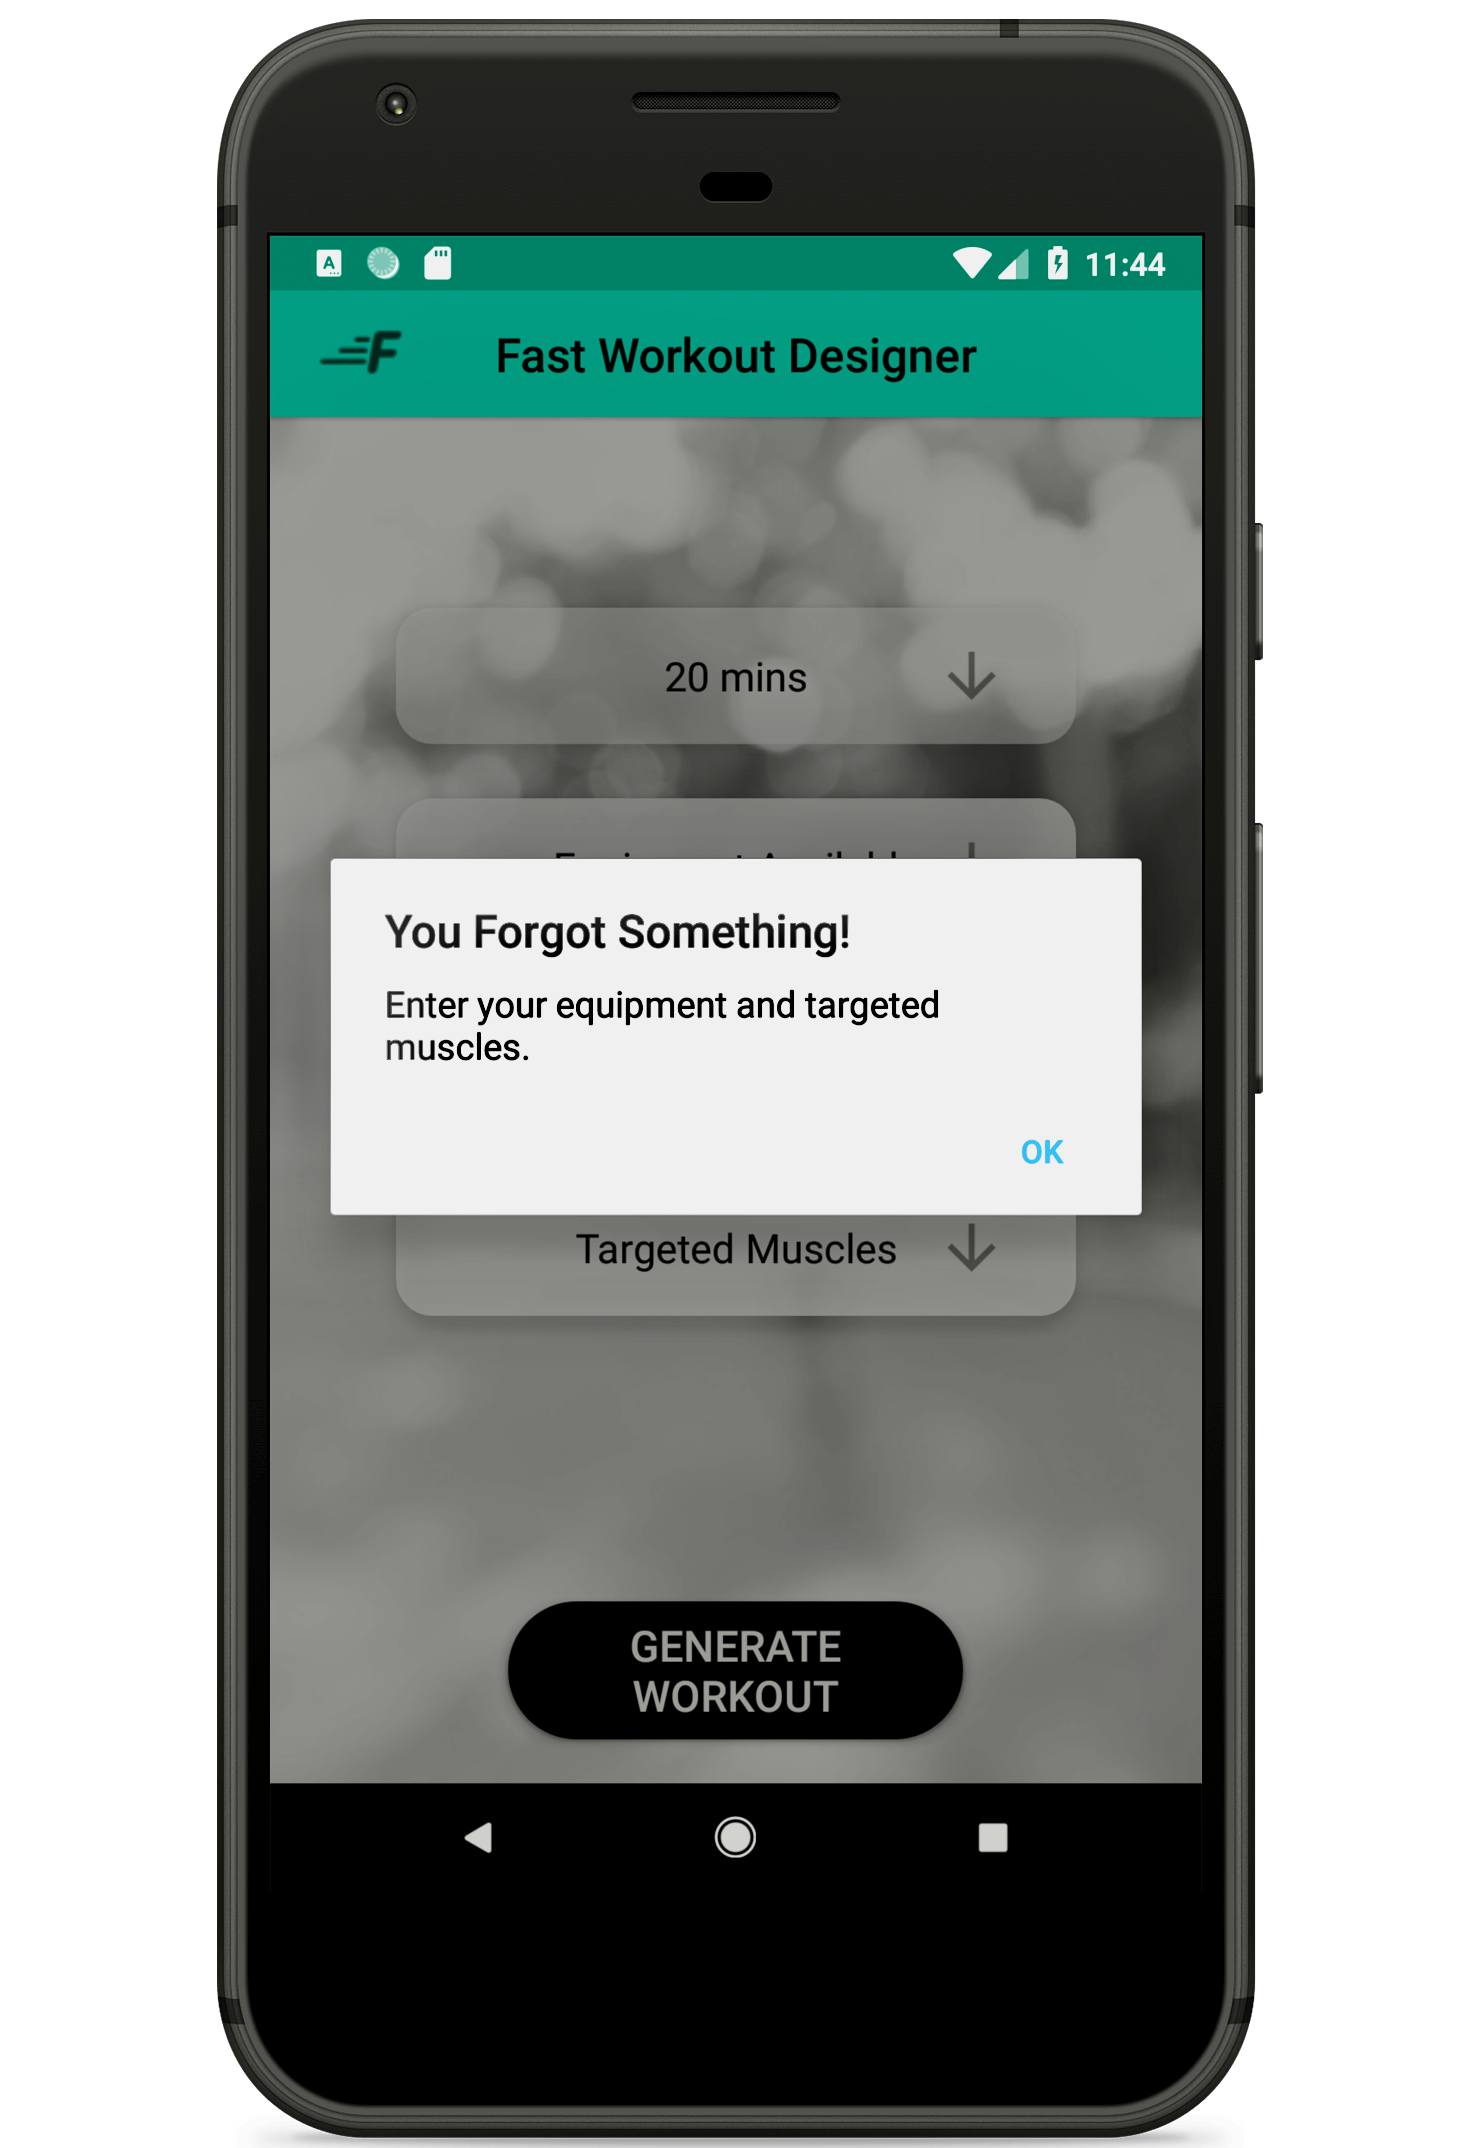 11:44
Fast Workout Designer
20 mins
You Forgot Something!
Enter your equipment and targeted
muscles.
OK
Targeted Muscles
GENERATE
WORKOUT